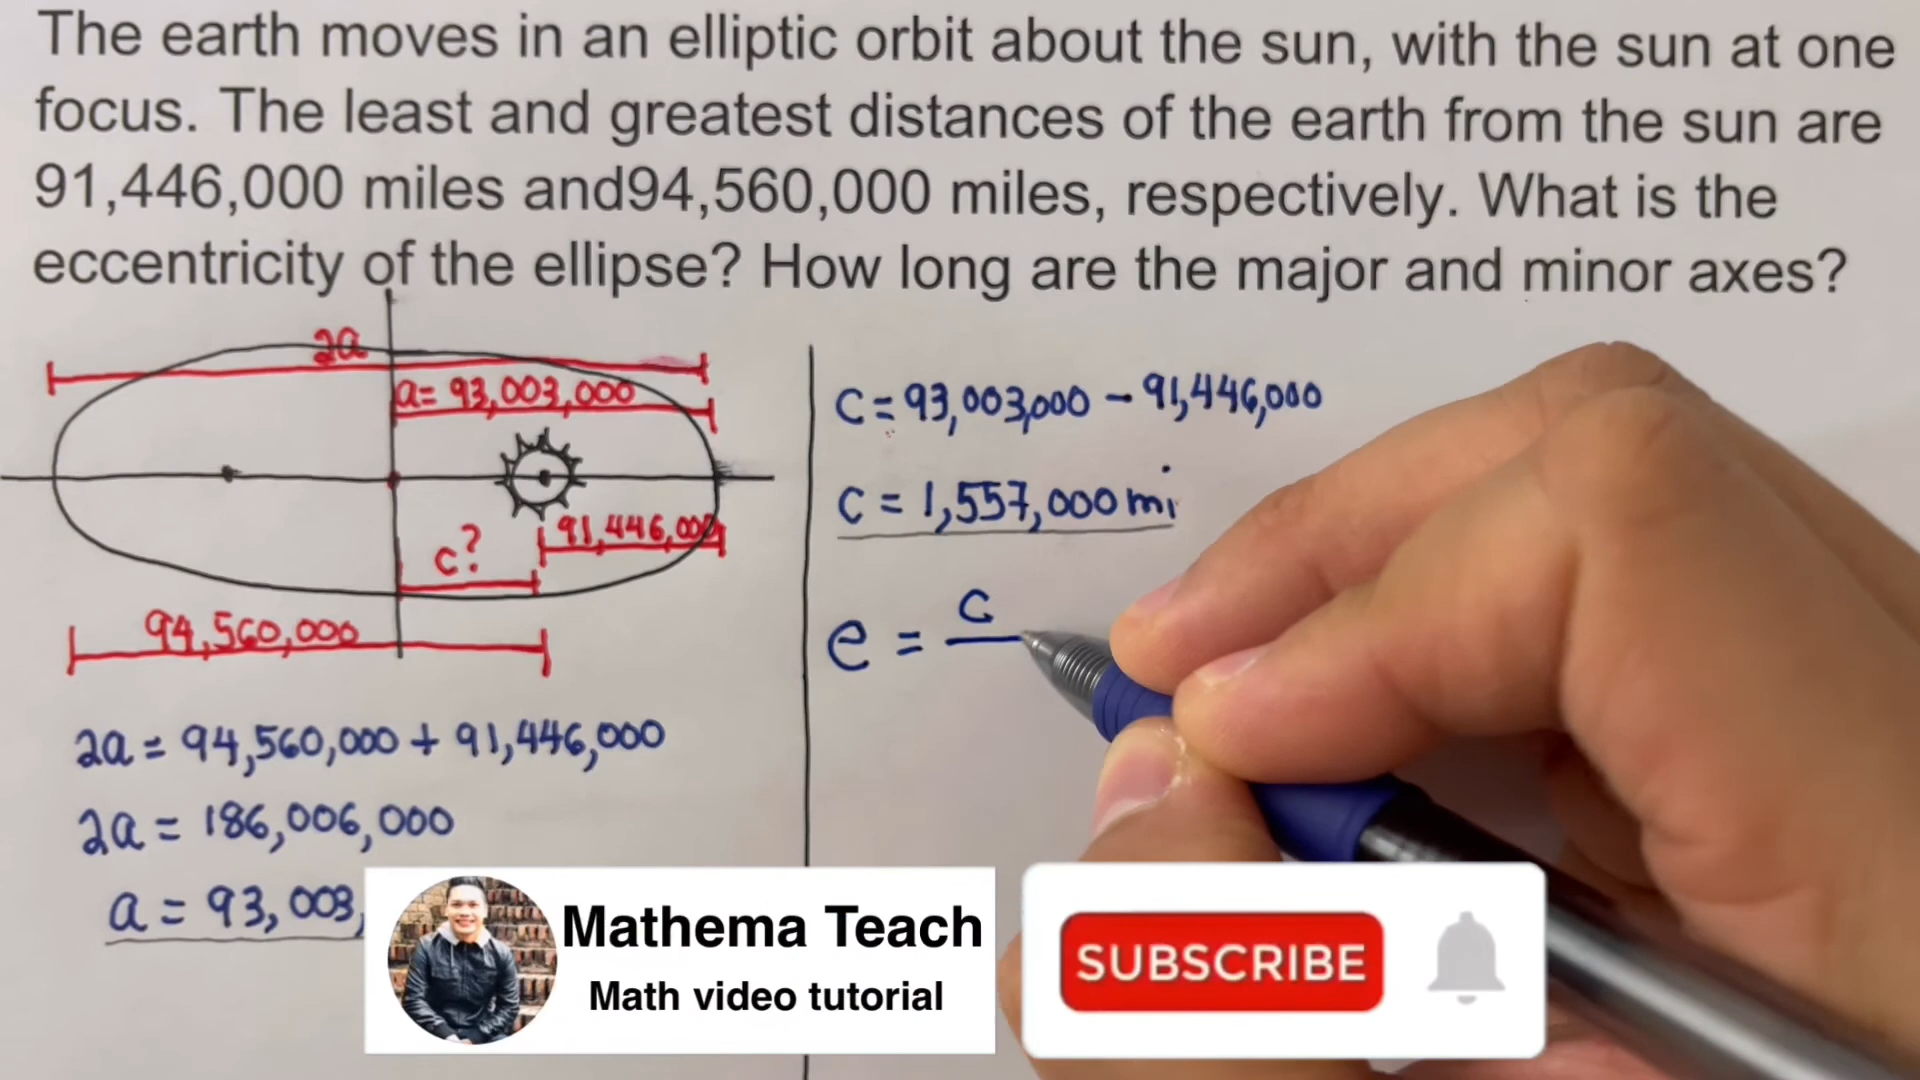 The earth moves in an elliptic orbit about the sun, with the sun at one
focus. The least and greatest distances of the earth from the sun are
91,446,000 miles and94,560,000 miles, respectively. What is the
eccentricity of the ellipse? How long are the major and minor axes?
2a
a= 93,003,000
91,446,000
c?
94,560,000
2a = 94,560,000 + 91,446,000
2a = 186,006,000
a = 93,003,
c = 93,003,000 - 91,446,000
c = 1,557,000 mi
e = c
Mathema Teach
Math video tutorial
SUBSCRIBE